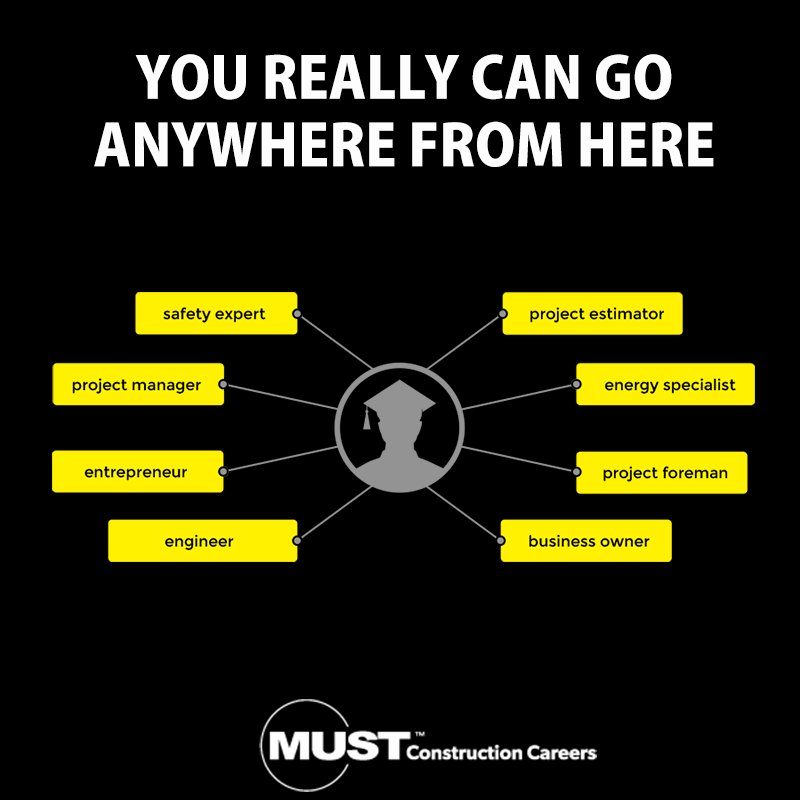 YOU REALLY CAN GO
ANYWHERE FROM HERE
safety expert
project estimator
project manager
energy specialist
entrepreneur
project foreman
engineer
business owner
MUST™ Construction Careers